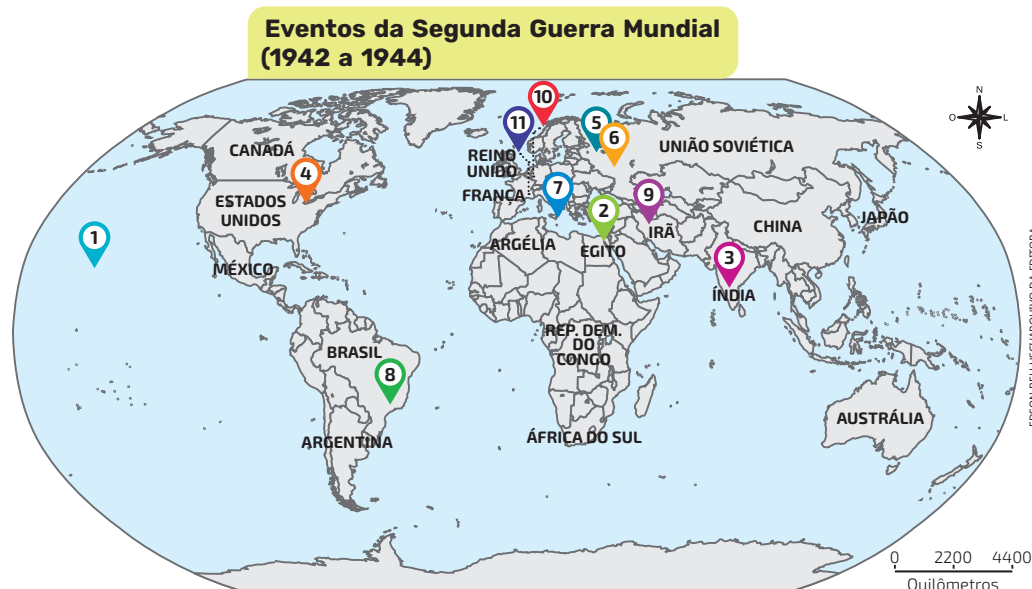 Eventos da Segunda Guerra Mundial
(1942 a 1944)
N
O
L
S
10
11
5
6
CANADÁ
REINO
UNIDO
UNIÃO SOVIÉTICA
4
ESTADOS
UNIDOS
FRANÇA
7
2
9
1
MÉXICO
ARGÉLIA
EGITO
IRÃ
CHINA
JAPÃO
3
ÍNDIA
BRASIL
REP. DEM.
DO
CONGO
8
ARGENTINA
ÁFRICA DO SUL
AUSTRÁLIA
0 2200 4400
Quilômetros